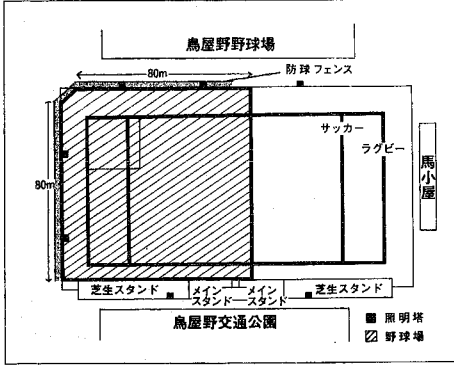 鳥屋野野球場
80m
防球フェンス
サッカー
ラグビー
馬小屋
80m
芝生スタンド
メイン
スタンド
メイン
スタンド
芝生スタンド
鳥屋野交通公園
照明塔
野球場